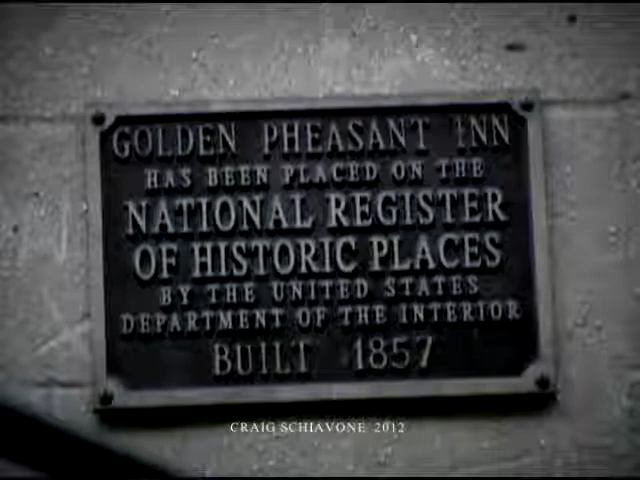 GOLDEN PHEASANT INN
HAS BEEN PLACED ON THE
NATIONAL REGISTER
OF HISTORIC PLACES
BY THE UNITED STATES
DEPARTMENT OF THE INTERIOR
BUILT 1857
CRAIG SCHIAVONE 2012